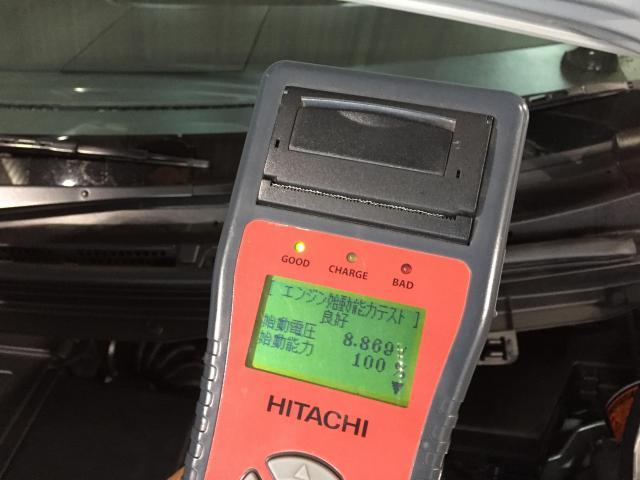 GOOD CHARGE BAD
[ エンジン始動能力テスト ]
良好
始動電圧 8.869V
始動能力 100 %
HITACHI